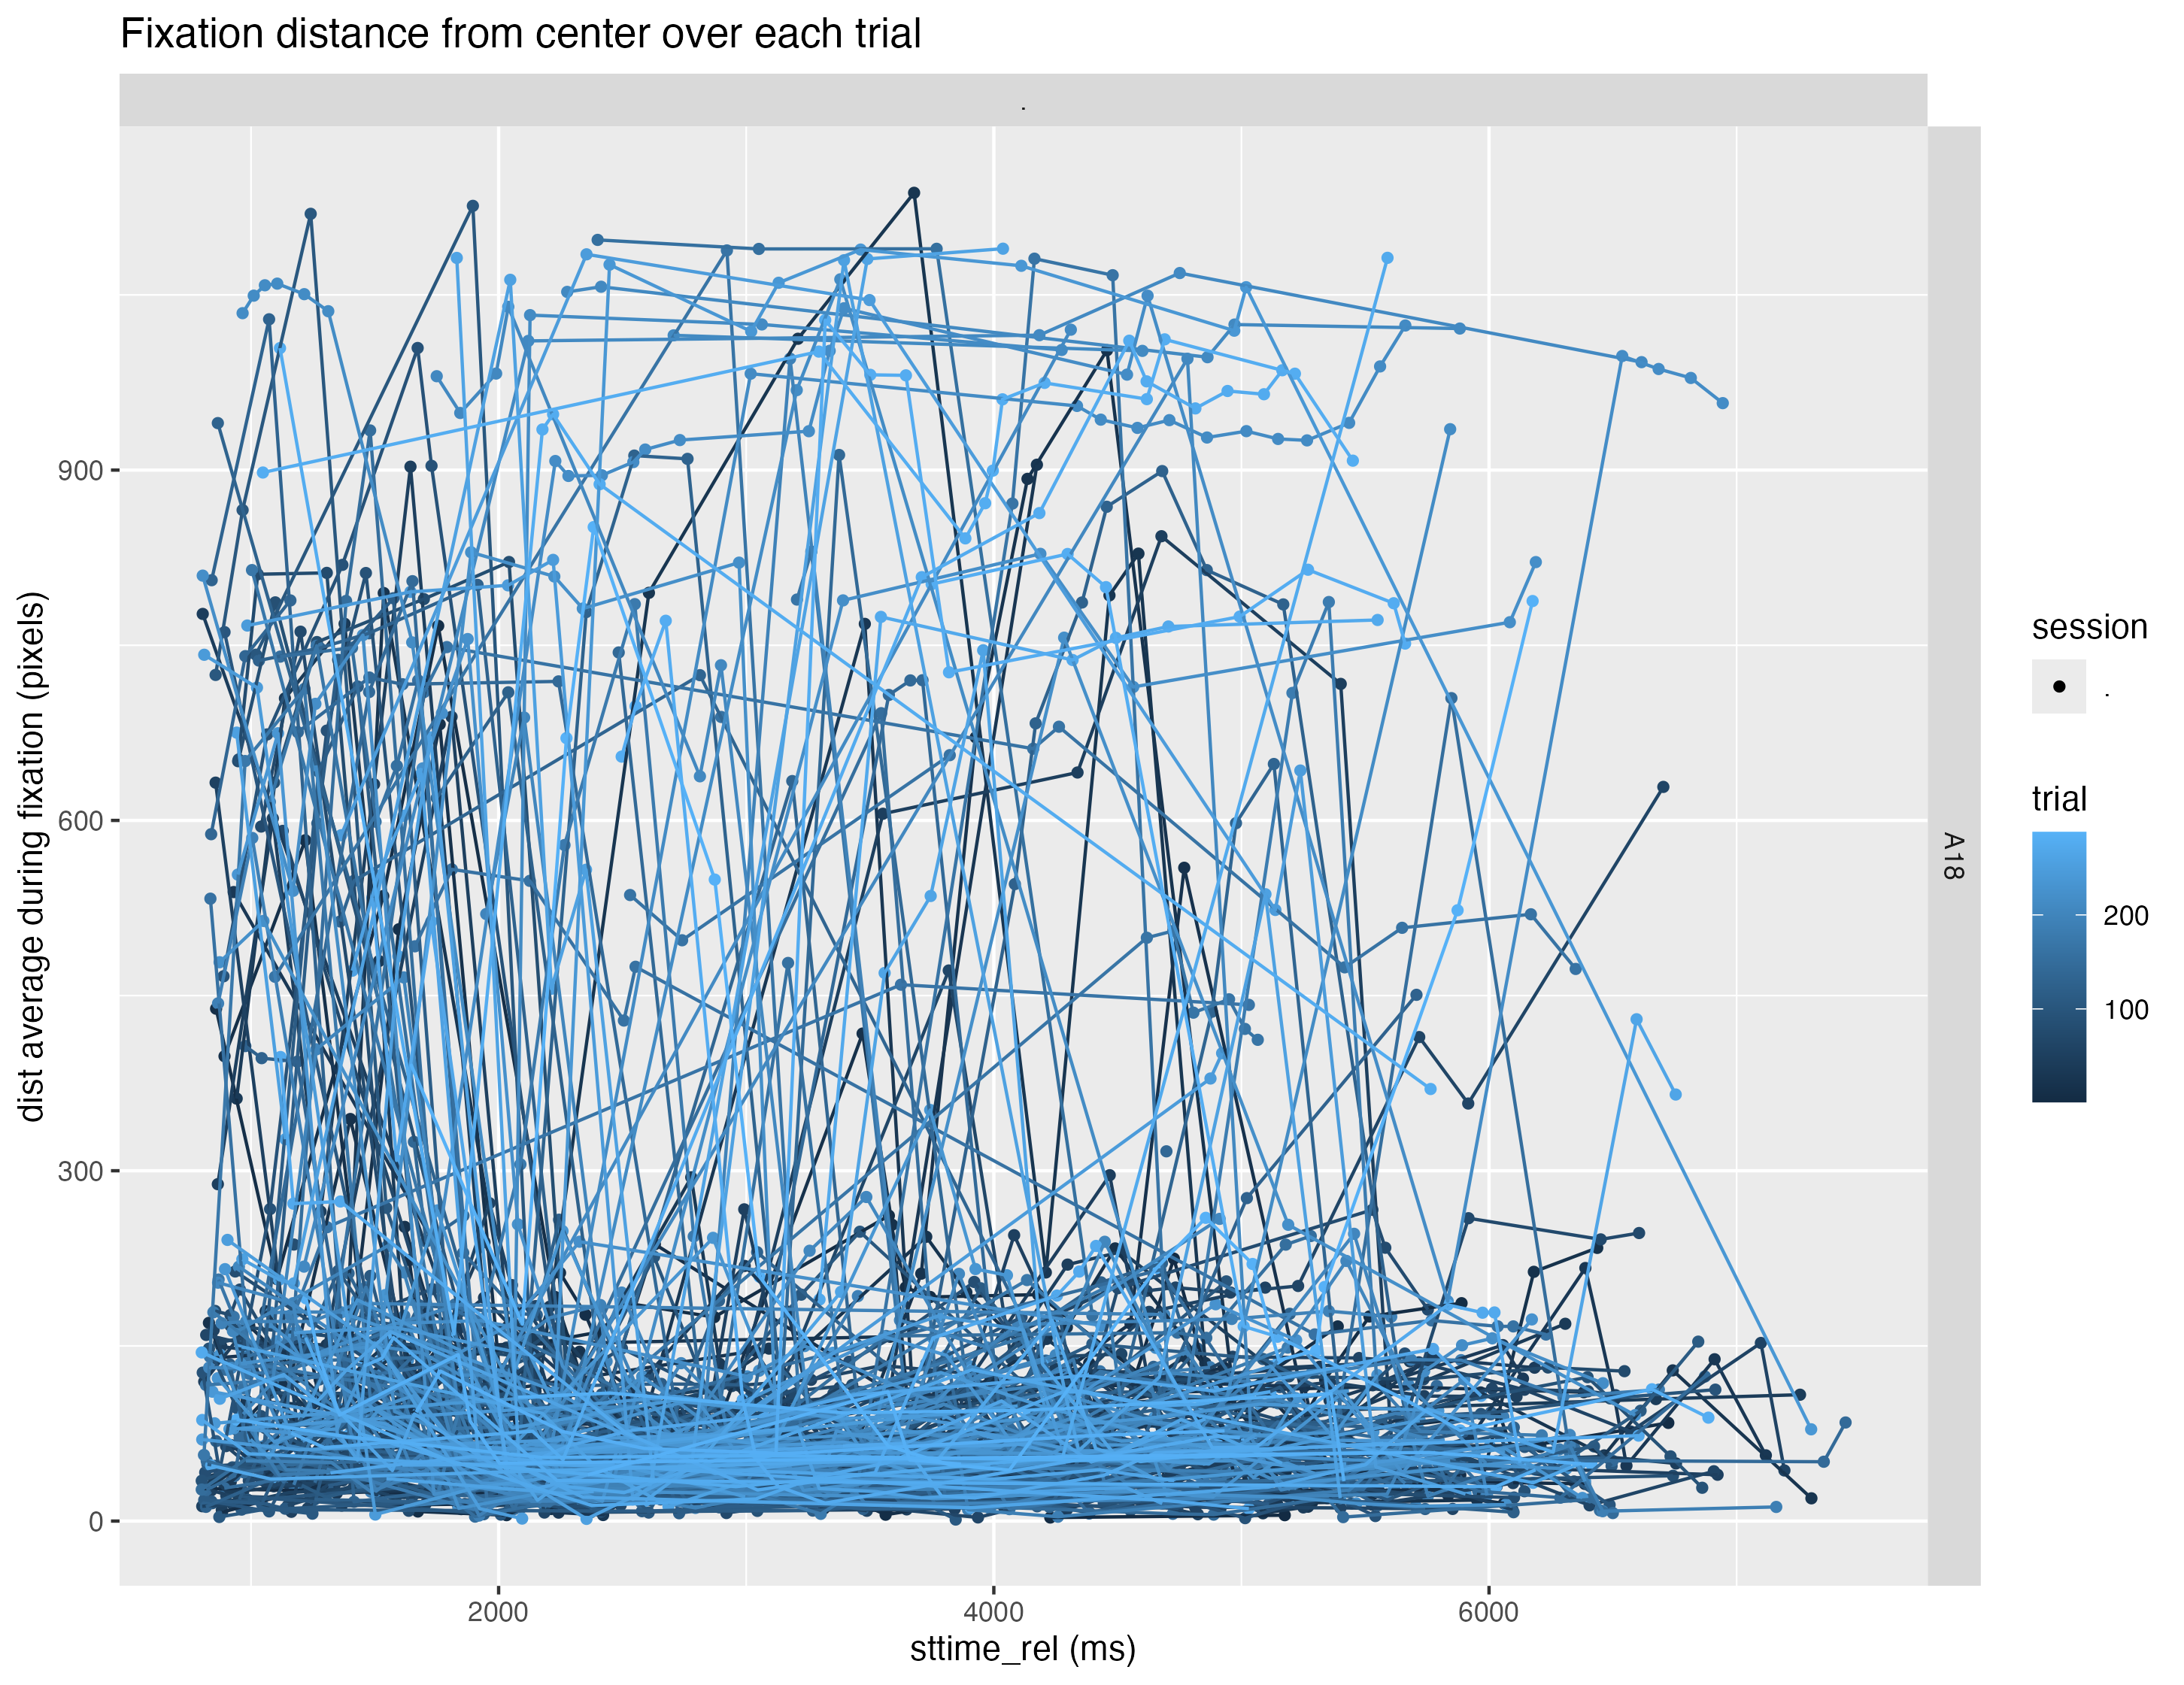 Fixation distance from center over each trial
.
dist average during fixation (pixels)
900
600
300
0
2000
4000
6000
sttime_rel (ms)
A18
session
.
trial
200
100